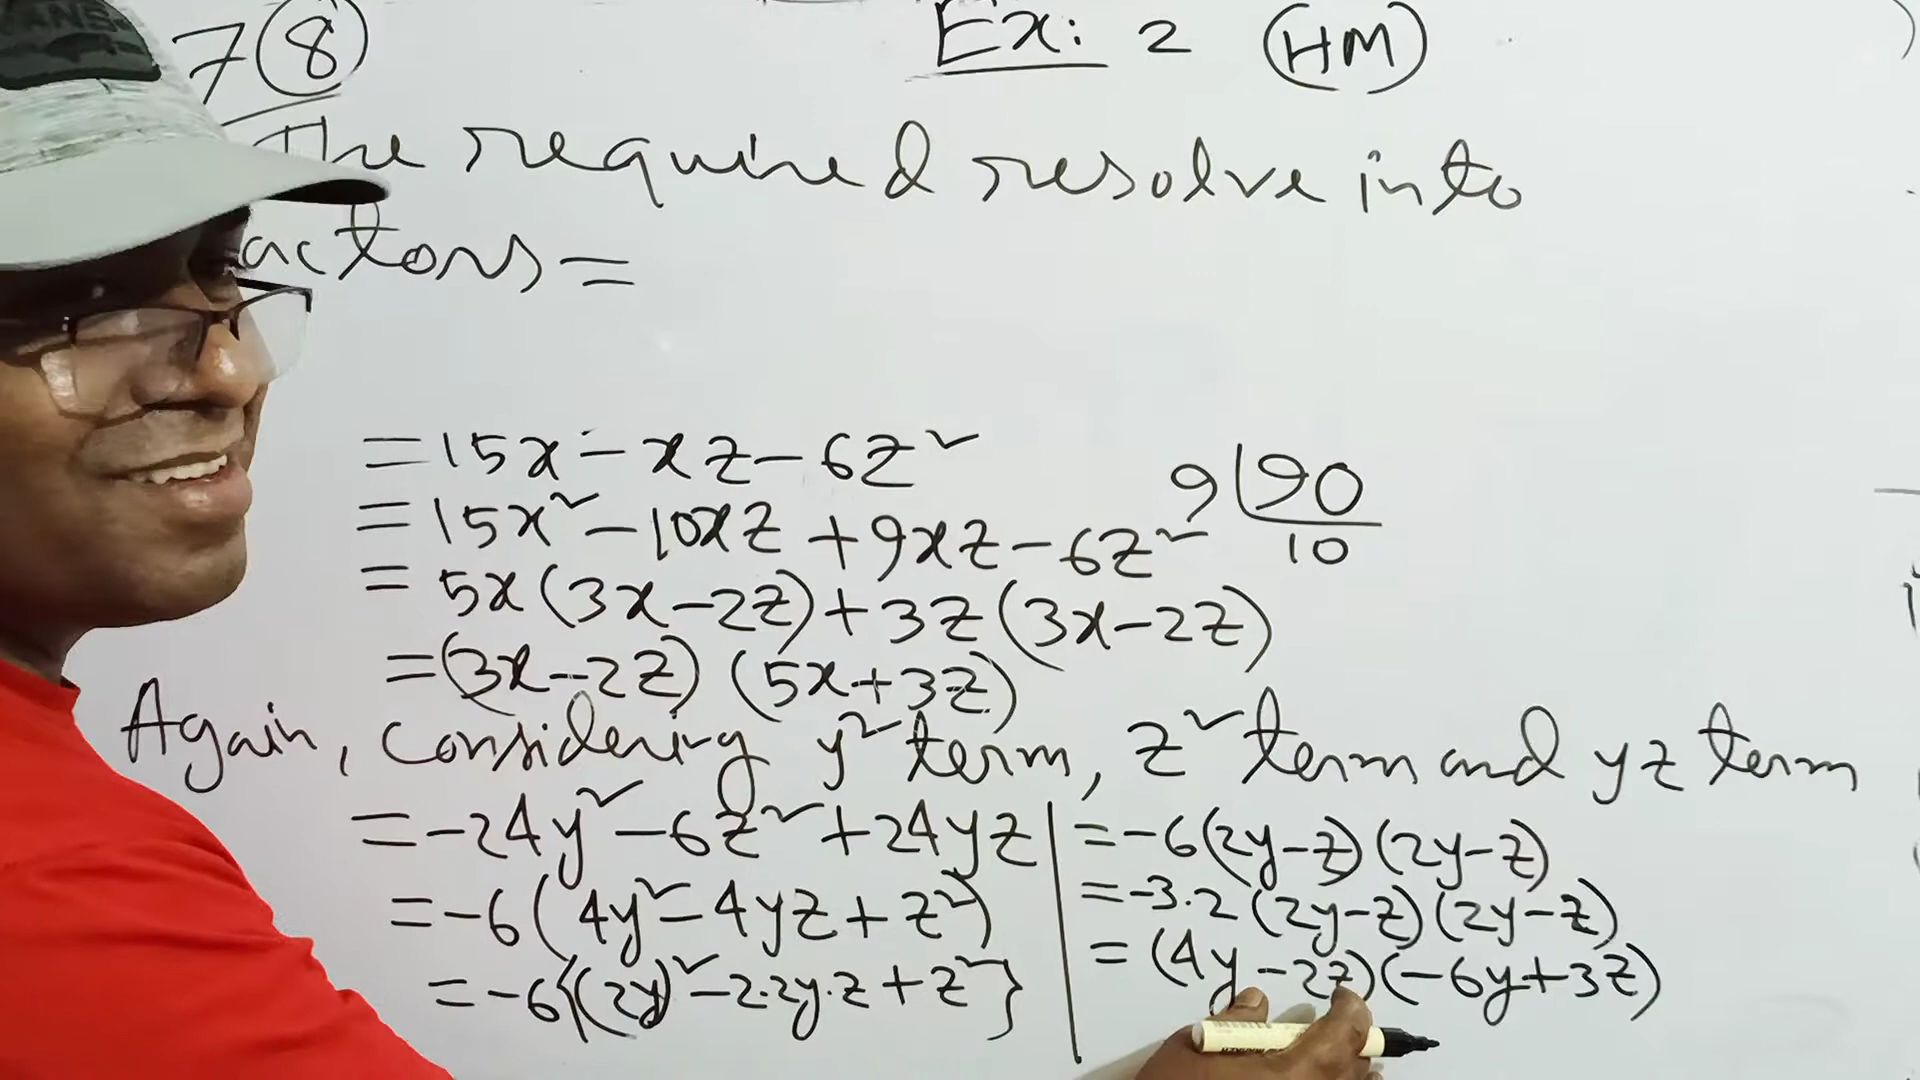 7 (8) Ex: 2 (HM)
The required resolve into
actors =
= 15x² - xz - 6z²
= 15x² - 10xz + 9xz - 6z²
9 | 90
10
= 5x(3x-2z) + 3z(3x-2z)
= (3x-2z) (5x+3z)
Again, considering y² term, z² term and yz term
= -24y² - 6z² + 24yz
= -6(4y² - 4yz + z²)
= -6{(2y)² - 2·2y·z + z²}
= -6(2y-z)(2y-z)
= -3.2(2y-z)(2y-z)
= (4y-2z)(-6y+3z)